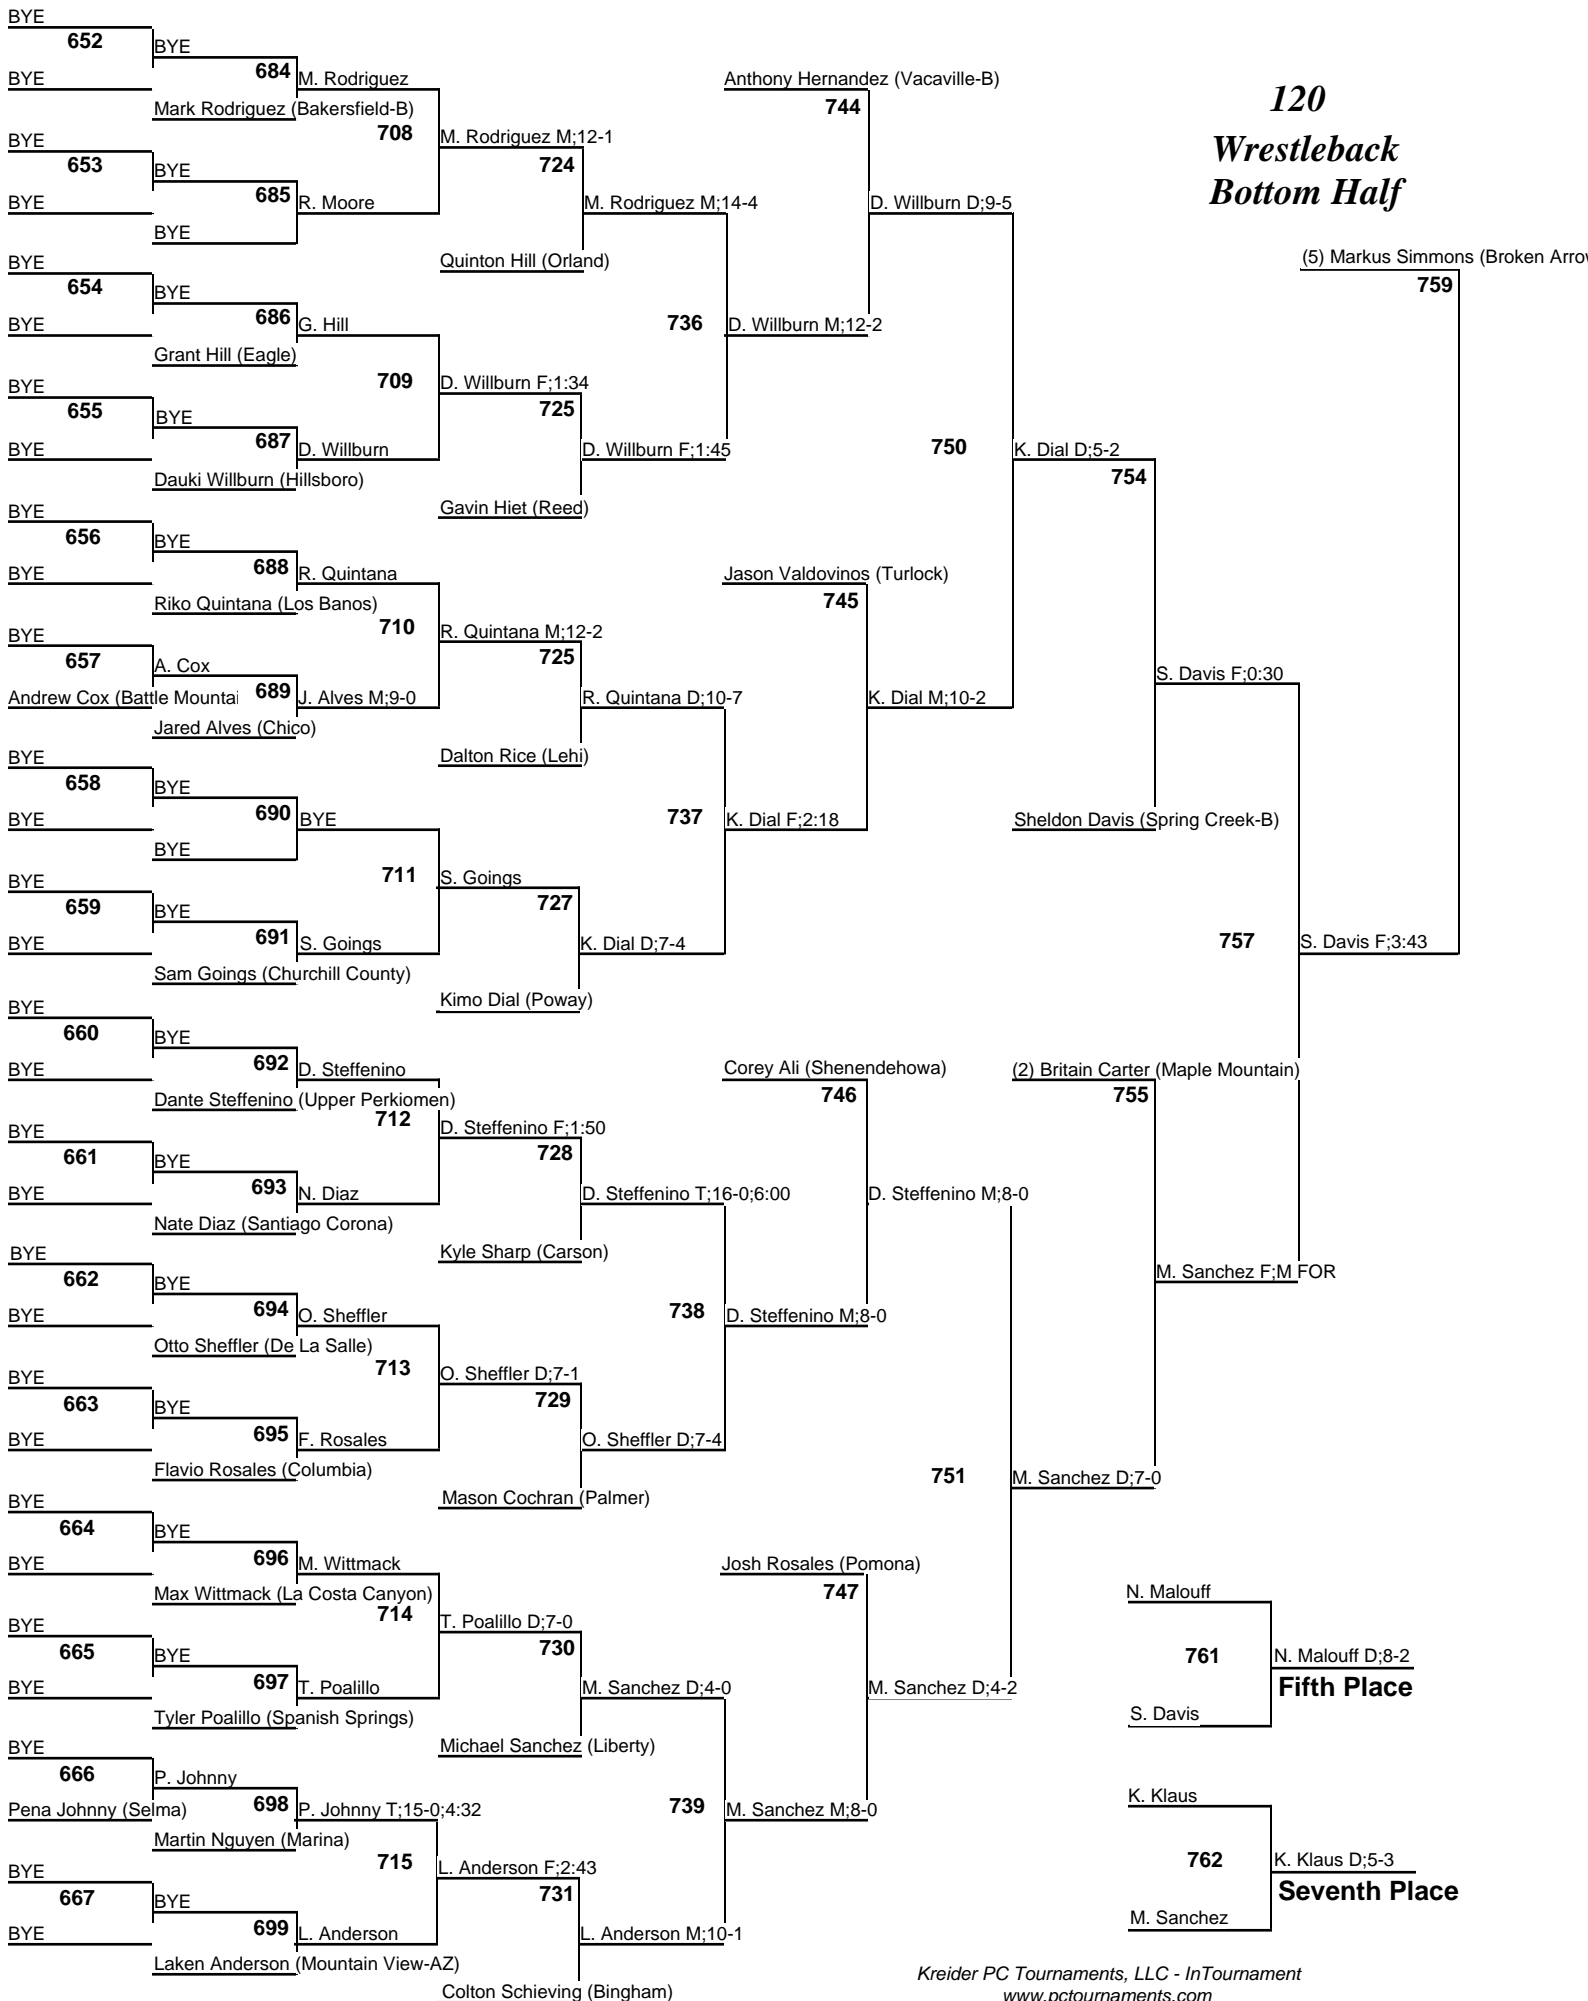 BYE
652
BYE
BYE
684
M. Rodriguez
Mark Rodriguez (Bakersfield-B)
708
BYE
653
BYE
BYE
685
R. Moore
BYE
M. Rodriguez M;12-1
724
M. Rodriguez M;14-4
Quinton Hill (Orland)
BYE
654
BYE
BYE
686
G. Hill
Grant Hill (Eagle)
709
BYE
655
BYE
BYE
687
D. Willburn
Dauki Willburn (Hillsboro)
D. Willburn F;1:34
725
D. Willburn F;1:45
Gavin Hiet (Reed)
736
D. Willburn M;12-2
Anthony Hernandez (Vacaville-B)
744
D. Willburn D;9-5
120
Wrestleback
Bottom Half
(5) Markus Simmons (Broken Arrow
759
BYE
656
BYE
BYE
688
R. Quintana
Riko Quintana (Los Banos)
710
BYE
657
Andrew Cox (Battle Mountai
A. Cox
689
J. Alves M;9-0
Jared Alves (Chico)
R. Quintana M;12-2
725
R. Quintana D;10-7
Dalton Rice (Lehi)
BYE
658
BYE
BYE
690
BYE
BYE
711
BYE
659
BYE
BYE
691
S. Goings
Sam Goings (Churchill County)
S. Goings
727
K. Dial D;7-4
Kimo Dial (Poway)
737
K. Dial F;2:18
Jason Valdovinos (Turlock)
745
K. Dial M;10-2
750
K. Dial D;5-2
754
S. Davis F;0:30
Sheldon Davis (Spring Creek-B)
757
S. Davis F;3:43
BYE
660
BYE
BYE
692
D. Steffenino
Dante Steffenino (Upper Perkiomen)
712
BYE
661
BYE
BYE
693
N. Diaz
Nate Diaz (Santiago Corona)
D. Steffenino F;1:50
728
D. Steffenino T;16-0;6:00
Kyle Sharp (Carson)
BYE
662
BYE
BYE
694
O. Sheffler
Otto Sheffler (De La Salle)
713
BYE
663
BYE
BYE
695
F. Rosales
Flavio Rosales (Columbia)
O. Sheffler D;7-1
729
O. Sheffler D;7-4
Mason Cochran (Palmer)
738
D. Steffenino M;8-0
Corey Ali (Shenendehowa)
746
D. Steffenino M;8-0
(2) Britain Carter (Maple Mountain)
755
M. Sanchez F;M FOR
BYE
664
BYE
BYE
696
M. Wittmack
Max Wittmack (La Costa Canyon)
714
BYE
665
BYE
BYE
697
T. Poalillo
Tyler Poalillo (Spanish Springs)
T. Poalillo D;7-0
730
M. Sanchez D;4-0
Michael Sanchez (Liberty)
BYE
666
Pena Johnny (Selma)
P. Johnny
698
P. Johnny T;15-0;4:32
Martin Nguyen (Marina)
715
BYE
667
BYE
BYE
699
L. Anderson
Laken Anderson (Mountain View-AZ)
L. Anderson F;2:43
731
L. Anderson M;10-1
Colton Schieving (Bingham)
739
M. Sanchez M;8-0
Josh Rosales (Pomona)
747
M. Sanchez D;4-2
751
M. Sanchez D;7-0
N. Malouff
761
N. Malouff D;8-2
Fifth Place
S. Davis
K. Klaus
762
K. Klaus D;5-3
Seventh Place
M. Sanchez
Kreider PC Tournaments, LLC - InTournament
www.pctournaments.com